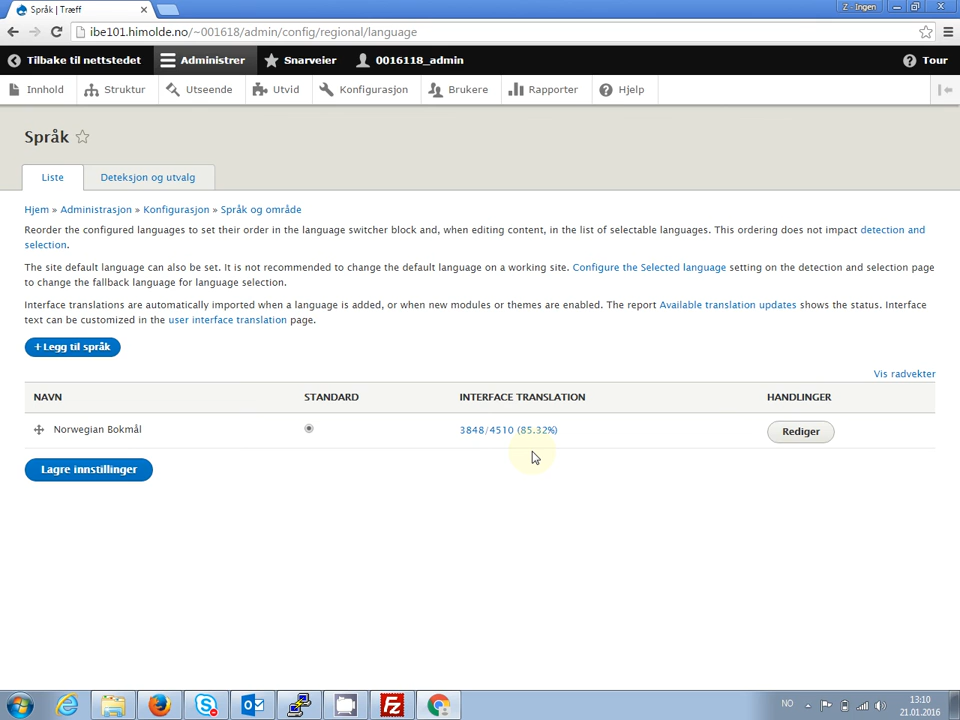 Språk | Træff
Z - Ingen
ibe101.himolde.no/~001618/admin/config/regional/language
Tilbake til nettstedet Administrer Snarveier 0016118_admin Tour
Innhold Struktur Utseende Utvid Konfigurasjon Brukere Rapporter Hjelp
Språk
Liste Deteksjon og utvalg
Hjem » Administrasjon » Konfigurasjon » Språk og område
Reorder the configured languages to set their order in the language switcher block and, when editing content, in the list of selectable languages. This ordering does not impact detection and
selection.
The site default language can also be set. It is not recommended to change the default language on a working site. Configure the Selected language setting on the detection and selection page
to change the fallback language for language selection.
Interface translations are automatically imported when a language is added, or when new modules or themes are enabled. The report Available translation updates shows the status. Interface
text can be customized in the user interface translation page.
+ Legg til språk
Vis radvekter
NAVN STANDARD INTERFACE TRANSLATION HANDLINGER
Norwegian Bokmål 3848/4510 (85.32%) Rediger
Lagre innstillinger
NO 13:10
21.01.2016